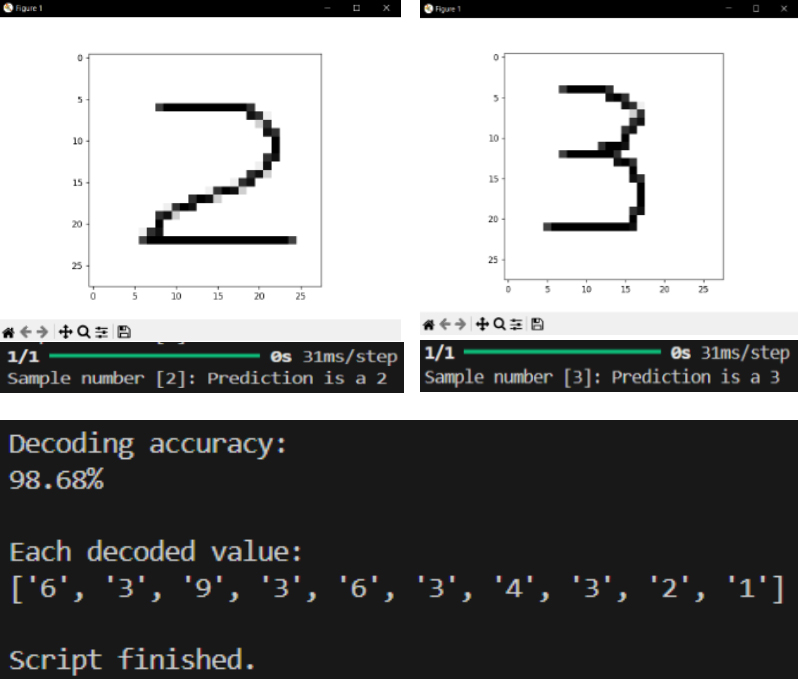 Figure 1
0
5
10
15
20
25
0 5 10 15 20 25
1/1 0s 31ms/step
Sample number [2]: Prediction is a 2
Figure 1
0
5
10
15
20
25
0 5 10 15 20 25
1/1 0s 31ms/step
Sample number [3]: Prediction is a 3
Decoding accuracy:
98.68%
Each decoded value:
['6', '3', '9', '3', '6', '3', '4', '3', '2', '1']
Script finished.